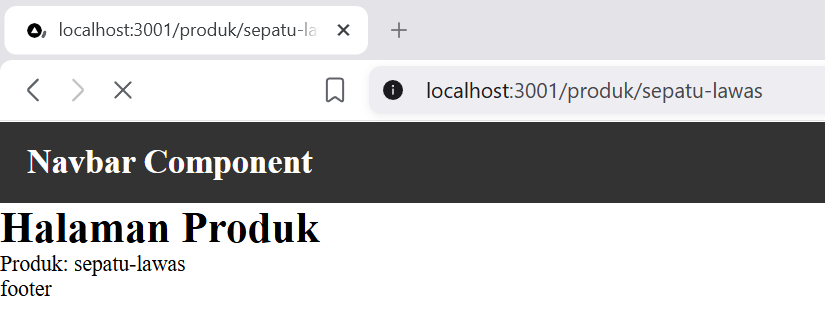 localhost:3001/produk/sepatu-la
localhost:3001/produk/sepatu-lawas
Navbar Component
Halaman Produk
Produk: sepatu-lawas
footer